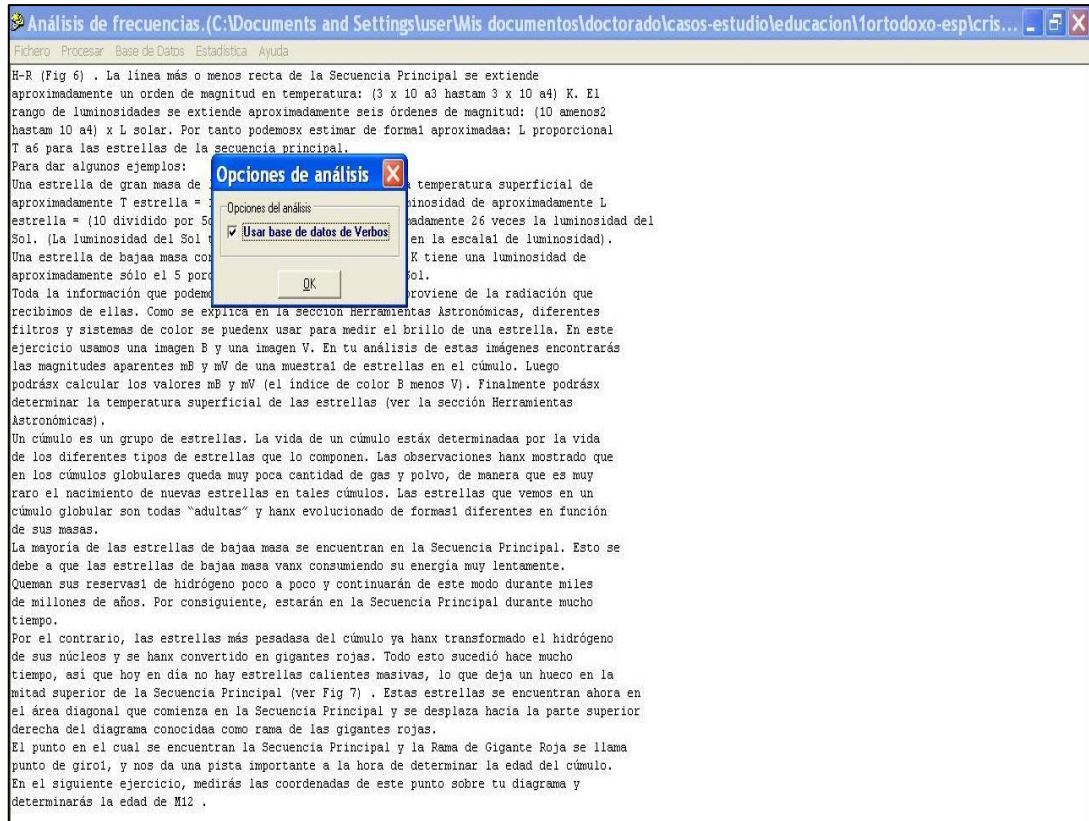 Análisis de frecuencias.(C:\Documents and Settings\user\Mis documentos\doctorado\casos-estudio\educacion\1ortodoxo-esp\cris...
Fichero Procesar Base de Datos Estadística Ayuda
H-R (Fig 6) . La línea más o menos recta de la Secuencia Principal se extiende
aproximadamente un orden de magnitud en temperatura: (3 x 10 a3 hastam 3 x 10 a4) K. El
rango de luminosidades se extiende aproximadamente seis órdenes de magnitud: (10 amenos2
hastam 10 a4) x L solar. Por tanto podemosx estimar de forma1 aproximadaa: L proporcional
T a6 para las estrellas de la secuencia principal.
Para dar algunos ejemplos:
Una estrella de gran masa de temperatura superficial de
aproximadamente T estrella = minosidad de aproximadamente L
estrella = (10 dividido por 5 madamente 26 veces la luminosidad del
Sol. (La luminosidad del Sol en la escala1 de luminosidad).
Una estrella de bajaa masa con K tiene una luminosidad de
aproximadamente sólo el 5 porc Sol.
Toda la información que podemo proviene de la radiación que
recibimos de ellas. Como se explica en la sección Herramientas Astronómicas, diferentes
filtros y sistemas de color se puedenx usar para medir el brillo de una estrella. En este
ejercicio usamos una imagen B y una imagen V. En tu análisis de estas imágenes encontrarás
las magnitudes aparentes mB y mV de una muestra1 de estrellas en el cúmulo. Luego
podrásx calcular los valores mB y mV (el índice de color B menos V). Finalmente podrásx
determinar la temperatura superficial de las estrellas (ver la sección Herramientas
Astronómicas).
Un cúmulo es un grupo de estrellas. La vida de un cúmulo estáx determinadaa por la vida
de los diferentes tipos de estrellas que lo componen. Las observaciones hanx mostrado que
en los cúmulos globulares queda muy poca cantidad de gas y polvo, de manera que es muy
raro el nacimiento de nuevas estrellas en tales cúmulos. Las estrellas que vemos en un
cúmulo globular son todas "adultas" y hanx evolucionado de formas1 diferentes en función
de sus masas.
La mayoría de las estrellas de bajaa masa se encuentran en la Secuencia Principal. Esto se
debe a que las estrellas de bajaa masa vanx consumiendo su energía muy lentamente.
Queman sus reservas1 de hidrógeno poco a poco y continuarán de este modo durante miles
de millones de años. Por consiguiente, estarán en la Secuencia Principal durante mucho
tiempo.
Por el contrario, las estrellas más pesadasa del cúmulo ya hanx transformado el hidrógeno
de sus núcleos y se hanx convertido en gigantes rojas. Todo esto sucedió hace mucho
tiempo, así que hoy en día no hay estrellas calientes masivas, lo que deja un hueco en la
mitad superior de la Secuencia Principal (ver Fig 7) . Estas estrellas se encuentran ahora en
el área diagonal que comienza en la Secuencia Principal y se desplaza hacia la parte superior
derecha del diagrama conocidaa como rama de las gigantes rojas.
El punto en el cual se encuentran la Secuencia Principal y la Rama de Gigante Roja se llama
punto de giro1, y nos da una pista importante a la hora de determinar la edad del cúmulo.
En el siguiente ejercicio, medirás las coordenadas de este punto sobre tu diagrama y
determinarás la edad de M12 .
Opciones de análisis
Opciones del análisis
Usar base de datos de Verbos
OK